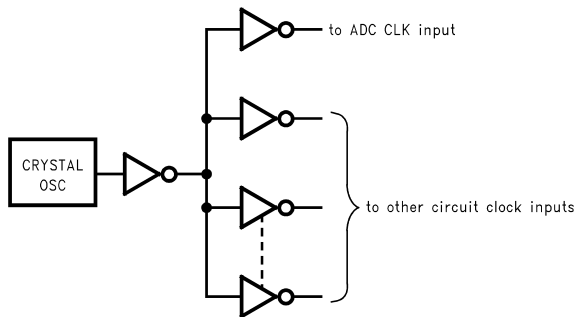 to ADC CLK input
CRYSTAL
OSC
to other circuit clock inputs